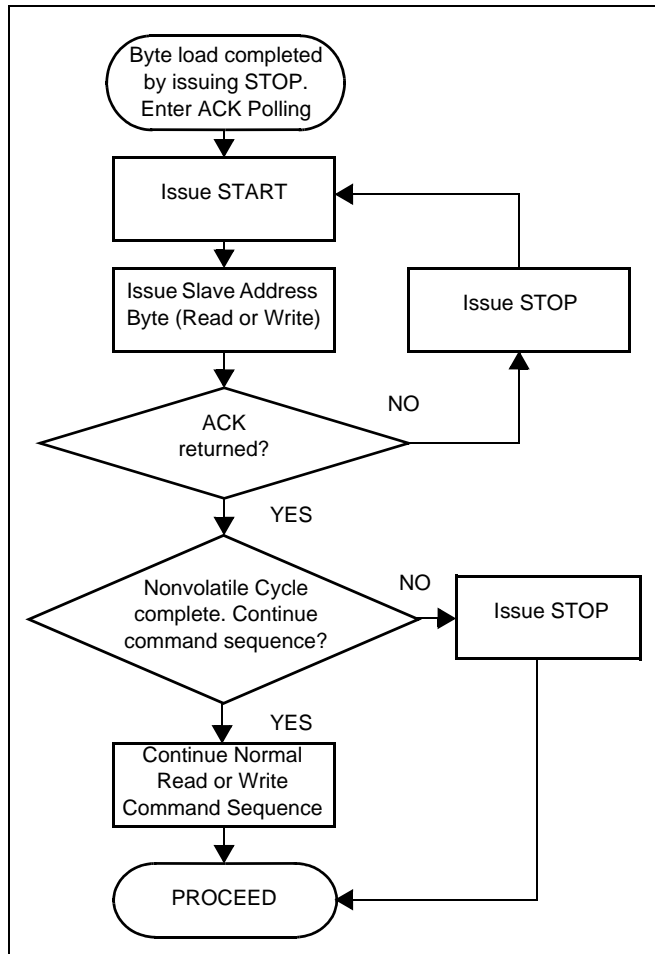 Byte load completed
by issuing STOP.
Enter ACK Polling
Issue START
Issue Slave Address
Byte (Read or Write)
Issue STOP
ACK
returned?
NO
YES
Nonvolatile Cycle
complete. Continue
command sequence?
NO
Issue STOP
YES
Continue Normal
Read or Write
Command Sequence
PROCEED